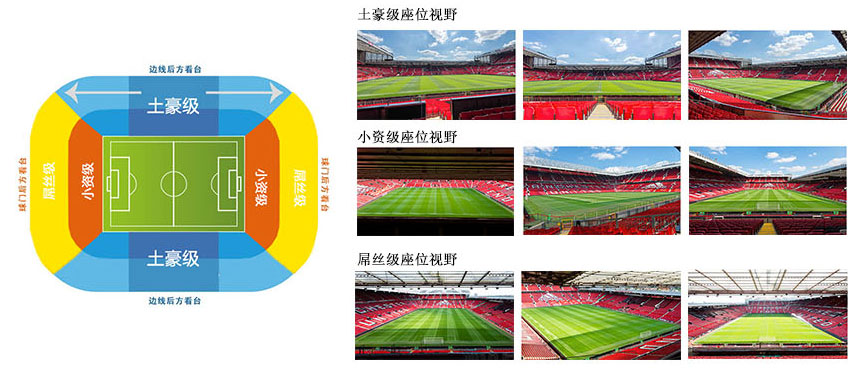 边线后方看台
土豪级
球门后方看台
屌丝级
小资级
小资级
屌丝级
球门后方看台
土豪级
边线后方看台
土豪级座位视野
小资级座位视野
屌丝级座位视野